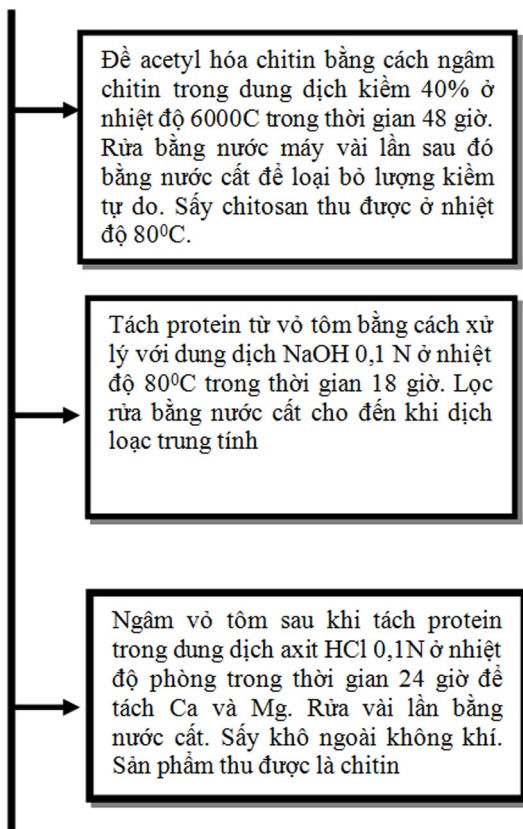 Đề acetyl hóa chitin bằng cách ngâm
chitin trong dung dịch kiềm 40% ở
nhiệt độ 6000C trong thời gian 48 giờ.
Rửa bằng nước máy vài lần sau đó
bằng nước cất để loại bỏ lượng kiềm
tự do. Sấy chitosan thu được ở nhiệt
độ 80⁰C.
Tách protein từ vỏ tôm bằng cách xử
lý với dung dịch NaOH 0,1 N ở nhiệt
độ 80⁰C trong thời gian 18 giờ. Lọc
rửa bằng nước cất cho đến khi dịch
loạc trung tính
Ngâm vỏ tôm sau khi tách protein
trong dung dịch axit HCl 0,1N ở nhiệt
độ phòng trong thời gian 24 giờ để
tách Ca và Mg. Rửa vài lần bằng
nước cất. Sấy khô ngoài không khí.
Sản phẩm thu được là chitin